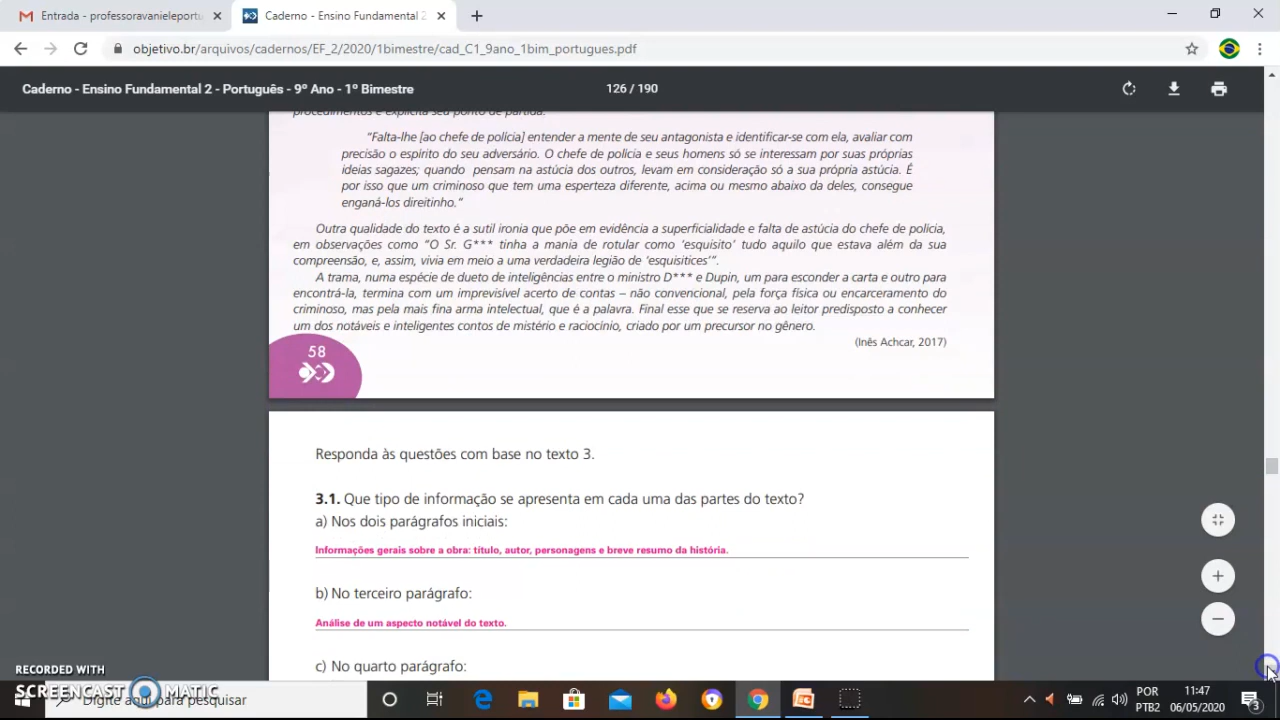 Entrada - professoravanieleportu
Caderno - Ensino Fundamental 2
objetivo.br/arquivos/cadernos/EF_2/2020/1bimestre/cad_C1_9ano_1bim_portugues.pdf
Caderno - Ensino Fundamental 2 - Português - 9º Ano - 1º Bimestre
126 / 190
procedimentos e explicita seu ponto de partida.
"Falta-lhe [ao chefe de polícia] entender a mente de seu antagonista e identificar-se com ela, avaliar com
precisão o espírito do seu adversário. O chefe de polícia e seus homens só se interessam por suas próprias
ideias sagazes; quando pensam na astúcia dos outros, levam em consideração só a sua própria astúcia. É
por isso que um criminoso que tem uma esperteza diferente, acima ou mesmo abaixo da deles, consegue
enganá-los direitinho."
Outra qualidade do texto é a sutil ironia que põe em evidência a superficialidade e falta de astúcia do chefe de polícia,
em observações como "O Sr. G*** tinha a mania de rotular como 'esquisito' tudo aquilo que estava além da sua
compreensão, e, assim, vivia em meio a uma verdadeira legião de 'esquisitices'".
A trama, numa espécie de dueto de inteligências entre o ministro D*** e Dupin, um para esconder a carta e outro para
encontrá-la, termina com um imprevisível acerto de contas – não convencional, pela força física ou encarceramento do
criminoso, mas pela mais fina arma intelectual, que é a palavra. Final esse que se reserva ao leitor predisposto a conhecer
um dos notáveis e inteligentes contos de mistério e raciocínio, criado por um precursor no gênero.
(Inês Achcar, 2017)
58
Responda às questões com base no texto 3.
3.1. Que tipo de informação se apresenta em cada uma das partes do texto?
a) Nos dois parágrafos iniciais:
Informações gerais sobre a obra: título, autor, personagens e breve resumo da história.
b) No terceiro parágrafo:
Análise de um aspecto notável do texto.
c) No quarto parágrafo:
RECORDED WITH
SCREENCAST MATIC
Digite aqui para pesquisar
POR
PTB2
11:47
06/05/2020
3